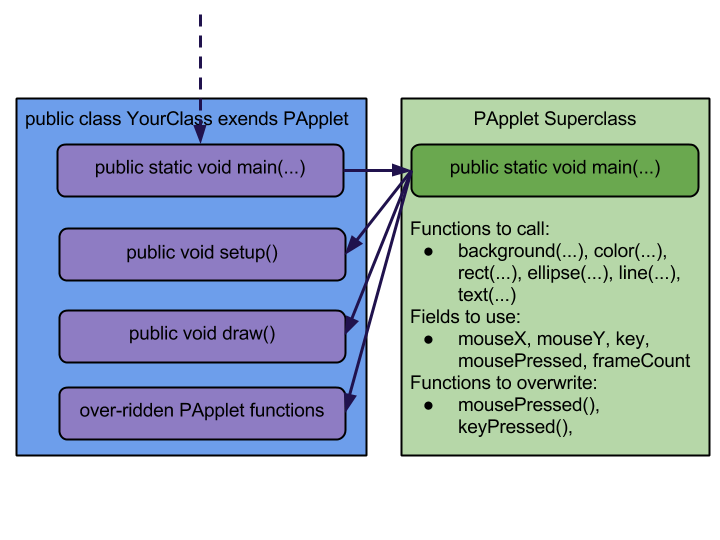 public class YourClass exends PApplet
public static void main(...)
public void setup()
public void draw()
over-ridden PApplet functions
PApplet Superclass
public static void main(...)
Functions to call:
● background(...), color(...),
rect(...), ellipse(...), line(...),
text(...)
Fields to use:
● mouseX, mouseY, key,
mousePressed, frameCount
Functions to overwrite:
● mousePressed(),
keyPressed(),